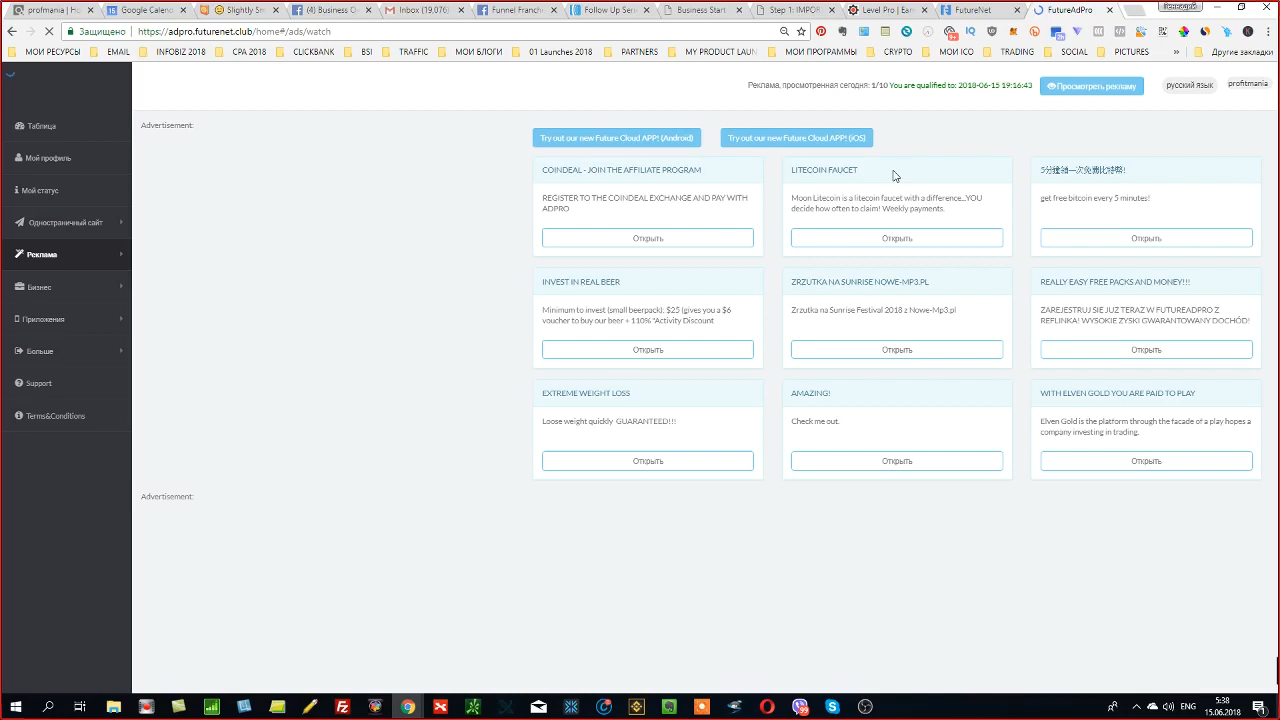 profmania | Ho
Google Calend
Slightly Sm
(4) Business O
Inbox (19,076)
Funnel Franchi
Follow Up Seri
Business Start
Step 1: IMPOR
Level Pro | Earn
FutureNet
FutureAdPro
Защищено
https://adpro.futurenet.club/home#/ads/watch
МОИ РЕСУРСЫ
EMAIL
INFOBIZ 2018
CPA 2018
CLICKBANK
BSI
TRAFFIC
МОИ БЛОГИ
01 Launches 2018
PARTNERS
MY PRODUCT LAUN
МОИ ПРОГРАММЫ
CRYPTO
МОИ ICO
TRADING
SOCIAL
PICTURES
»
Другие закладки
Реклама, просмотренная сегодня: 1/10 You are qualified to: 2018-06-15 19:16:43
Просмотреть рекламу
русский язык
profitmania
Таблица
Мой профиль
Мой статус
Одностраничный сайт
Реклама
Бизнес
Приложения
Больше
Support
Terms&Conditions
Advertisement:
Try out our new Future Cloud APP! (Android)
Try out our new Future Cloud APP! (iOS)
COINDEAL - JOIN THE AFFILIATE PROGRAM
REGISTER TO THE COINDEAL EXCHANGE AND PAY WITH
ADPRO
Открыть
LITECOIN FAUCET
Moon Litecoin is a litecoin faucet with a difference...YOU
decide how often to claim! Weekly payments.
Открыть
5分鐘領一次免費比特幣!
get free bitcoin every 5 minutes!
Открыть
INVEST IN REAL BEER
Minimum to invest (small beerpack): $25 (gives you a $6
voucher to buy our beer + 110% "Activity Discount
Открыть
ZRZUTKA NA SUNRISE NOWE-MP3.PL
Zrzutka na Sunrise Festival 2018 z Nowe-Mp3.pl
Открыть
REALLY EASY FREE PACKS AND MONEY!!!
ZAREJESTRUJ SIE JUZ TERAZ W FUTUREADPRO Z
REFLINKA! WYSOKIE ZYSKI GWARANTOWANY DOCHÓD!
Открыть
EXTREME WEIGHT LOSS
Loose weight quickly GUARANTEED!!!
Открыть
AMAZING!
Check me out.
Открыть
WITH ELVEN GOLD YOU ARE PAID TO PLAY
Elven Gold is the platform through the facade of a play hopes a
company investing in trading.
Открыть
Advertisement:
ENG
5:38
15.06.2018